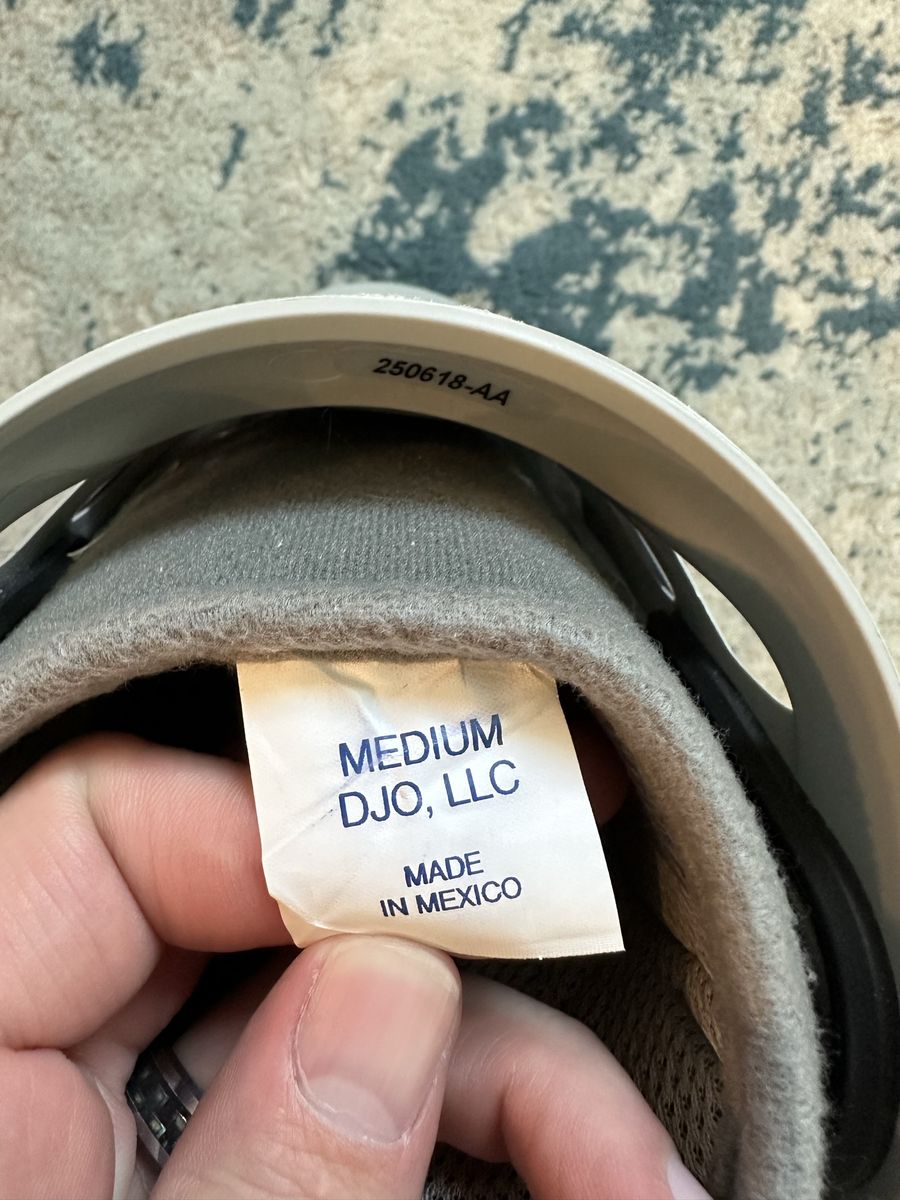 250618-AA
MEDIUM
DJO, LLC
MADE
IN MEXICO